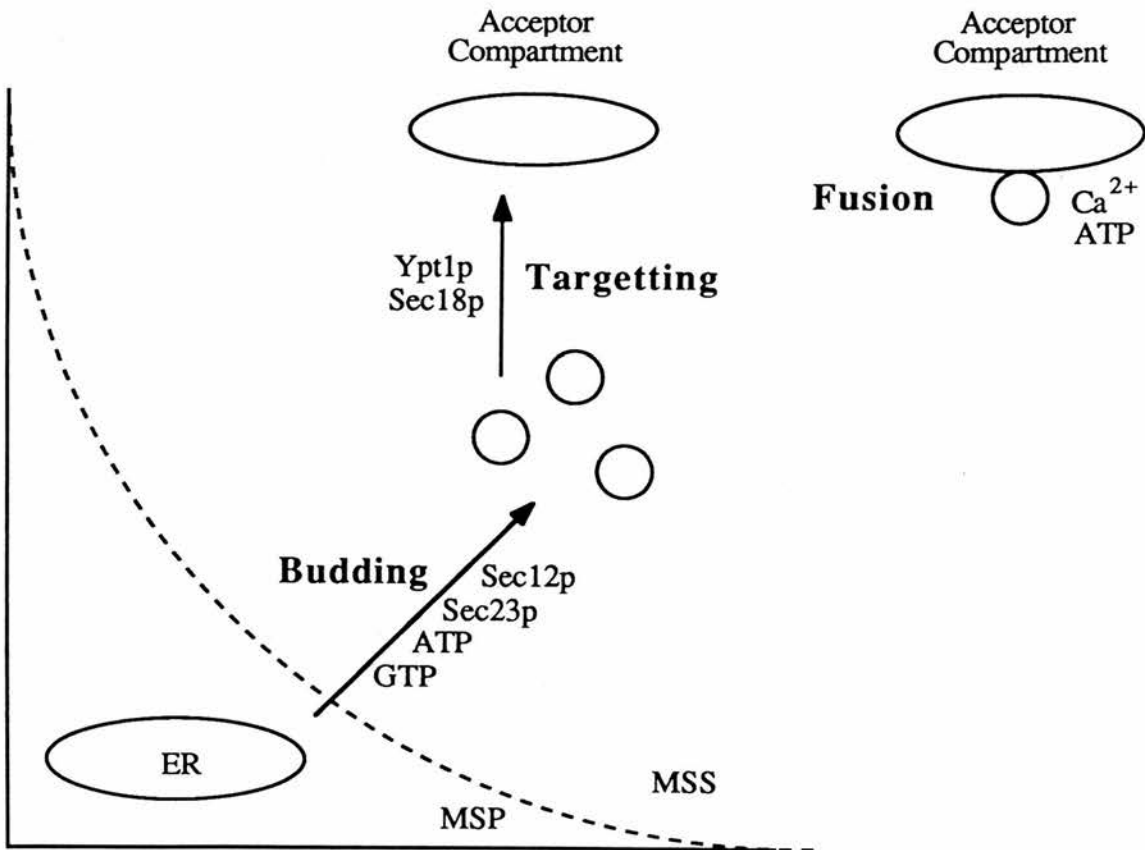 Acceptor
Compartment
Acceptor
Compartment
Fusion
Ca2+
ATP
Ypt1p
Sec18p
Targetting
Budding
Sec12p
Sec23p
ATP
GTP
ER
MSS
MSP